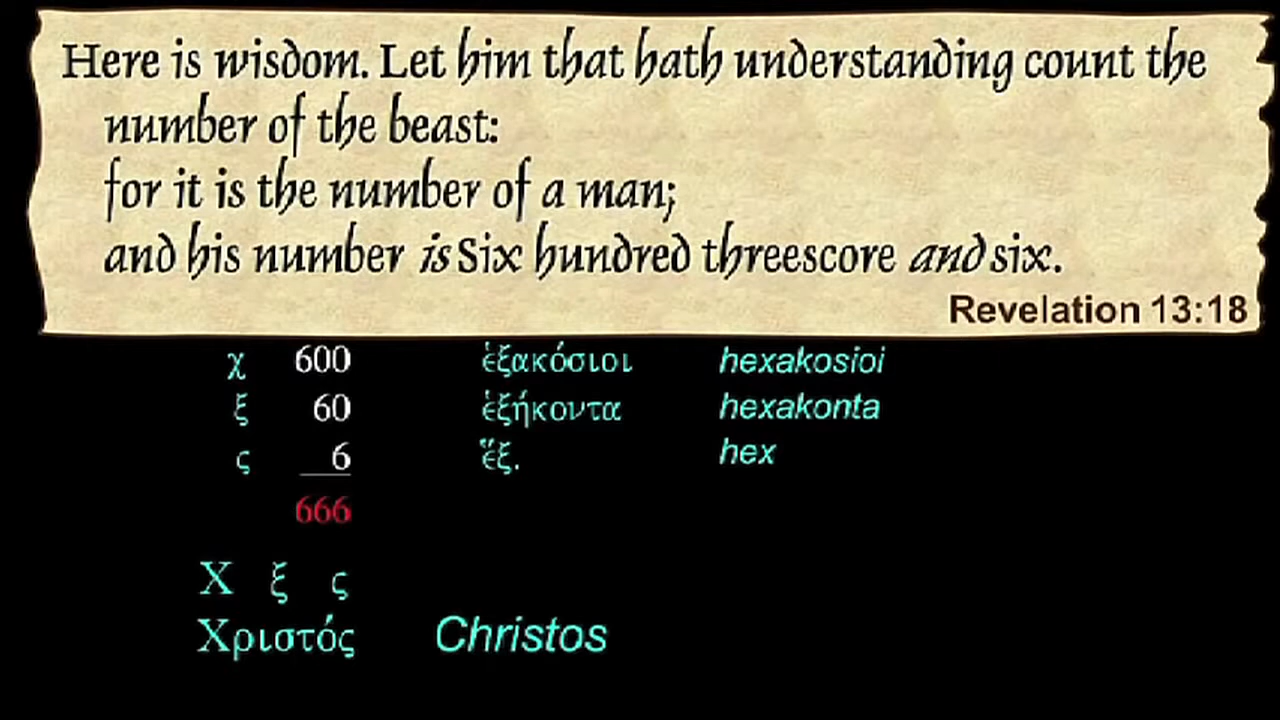 Here is wisdom. Let him that hath understanding count the
number of the beast:
for it is the number of a man;
and his number is Six hundred threescore and six.
Revelation 13:18
χ 600 ἑξακόσιοι hexakosioi
ξ 60 ἑξήκοντα hexakonta
ς 6 ἕξ. hex
666
Χ ξ ς
Χριστός Christos